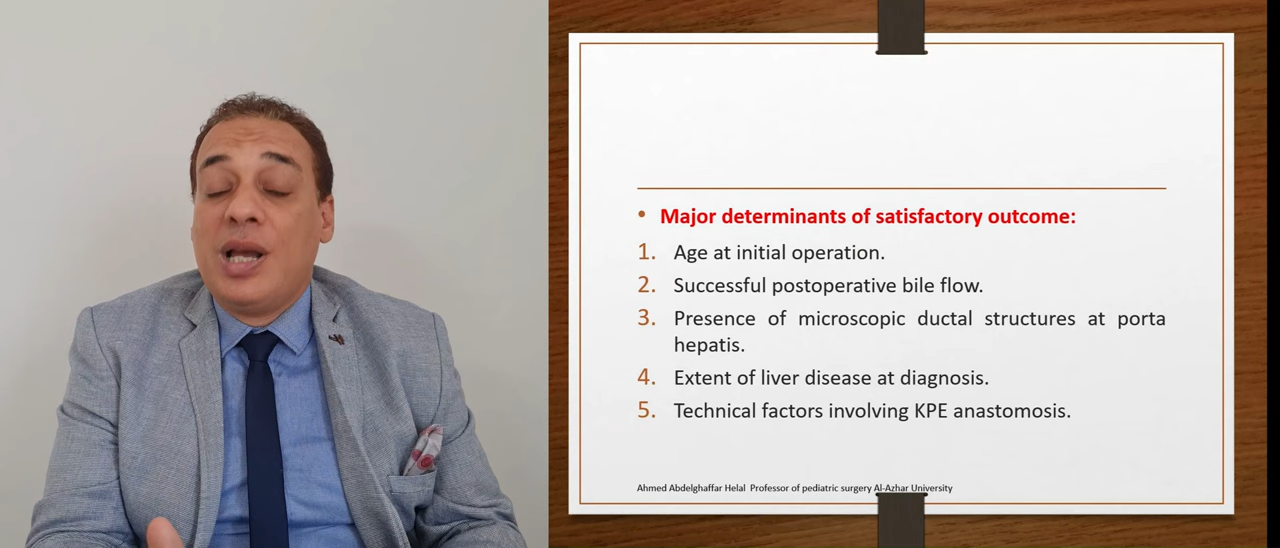 • Major determinants of satisfactory outcome:
1. Age at initial operation.
2. Successful postoperative bile flow.
3. Presence of microscopic ductal structures at porta
hepatis.
4. Extent of liver disease at diagnosis.
5. Technical factors involving KPE anastomosis.
Ahmed Abdelghaffar Helal Professor of pediatric surgery Al-Azhar University